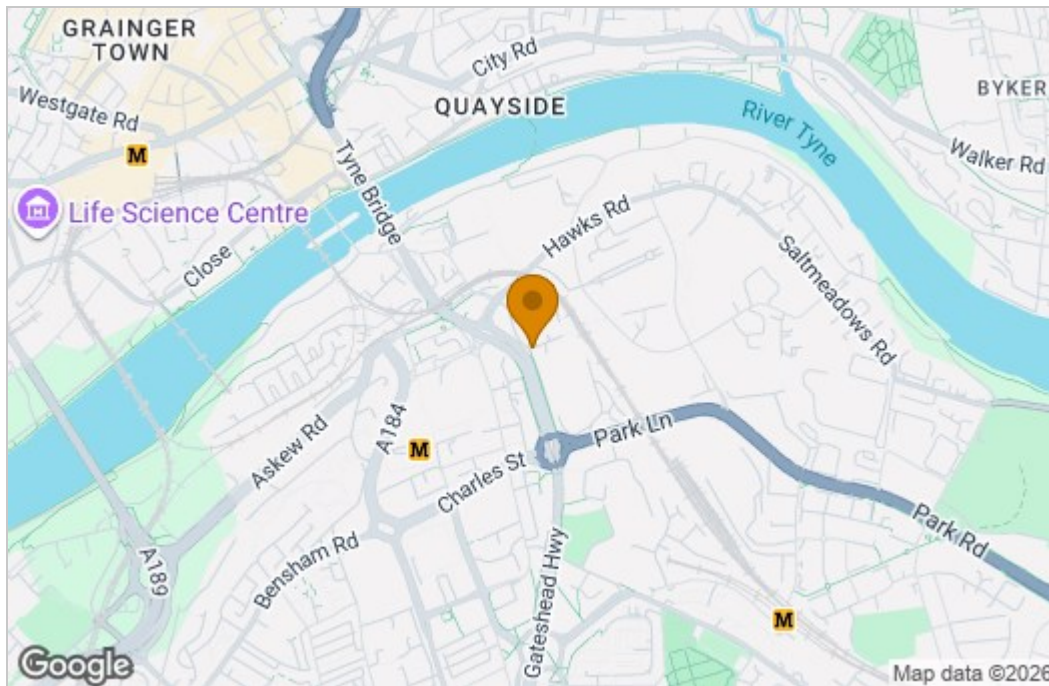 GRAINGER
TOWN
City Rd
QUAYSIDE
BYKER
Westgate Rd
River Tyne
Walker Rd
M
Tyne Bridge
Life Science Centre
Hawks Rd
Close
Saltmeadows Rd
Askew Rd
A184
M
Park Ln
Charles St
Park Rd
Bensham Rd
A189
Gateshead Hwy
M
Google
Map data ©2026